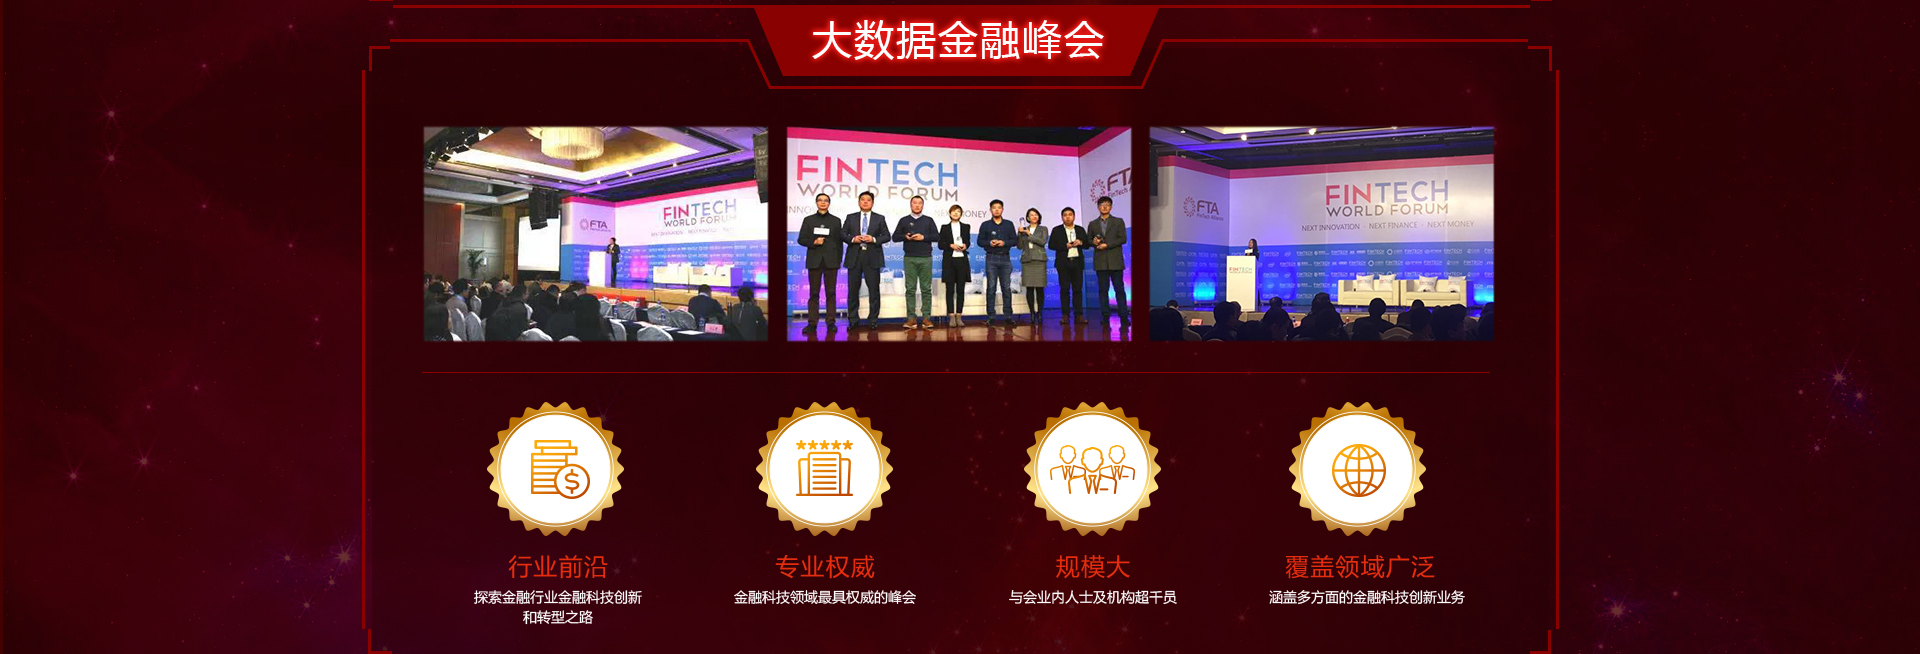 大数据金融峰会
FTA
FINTECH
WORLD FORUM
FINTECH
WORLD FORUM
NEXT MONEY
FTA
FINTECH
WORLD FORUM
NEXT INNOVATION · NEXT FINANCE · NEXT MONEY
FTA
FINTECH
行业前沿
探索金融行业金融科技创新
和转型之路
专业权威
金融科技领域最具权威的峰会
规模大
与会业内人士及机构超千员
覆盖领域广泛
涵盖多方面的金融科技创新业务